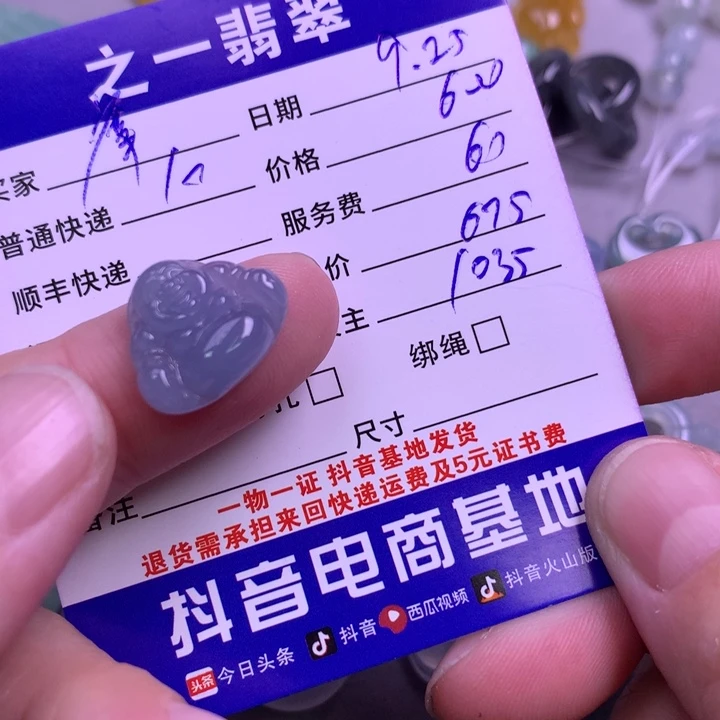 之一翡翠
日期 9.25
买家
价格 620
普通快递 10
服务费 60
顺丰快递
价 675
主 1035
绑绳
孔
尺寸
备注
一物一证 抖音基地发货
退货需承担来回快递运费及5元证书费
抖音电商基地
头条 今日头条 抖音 西瓜视频 抖音火山版